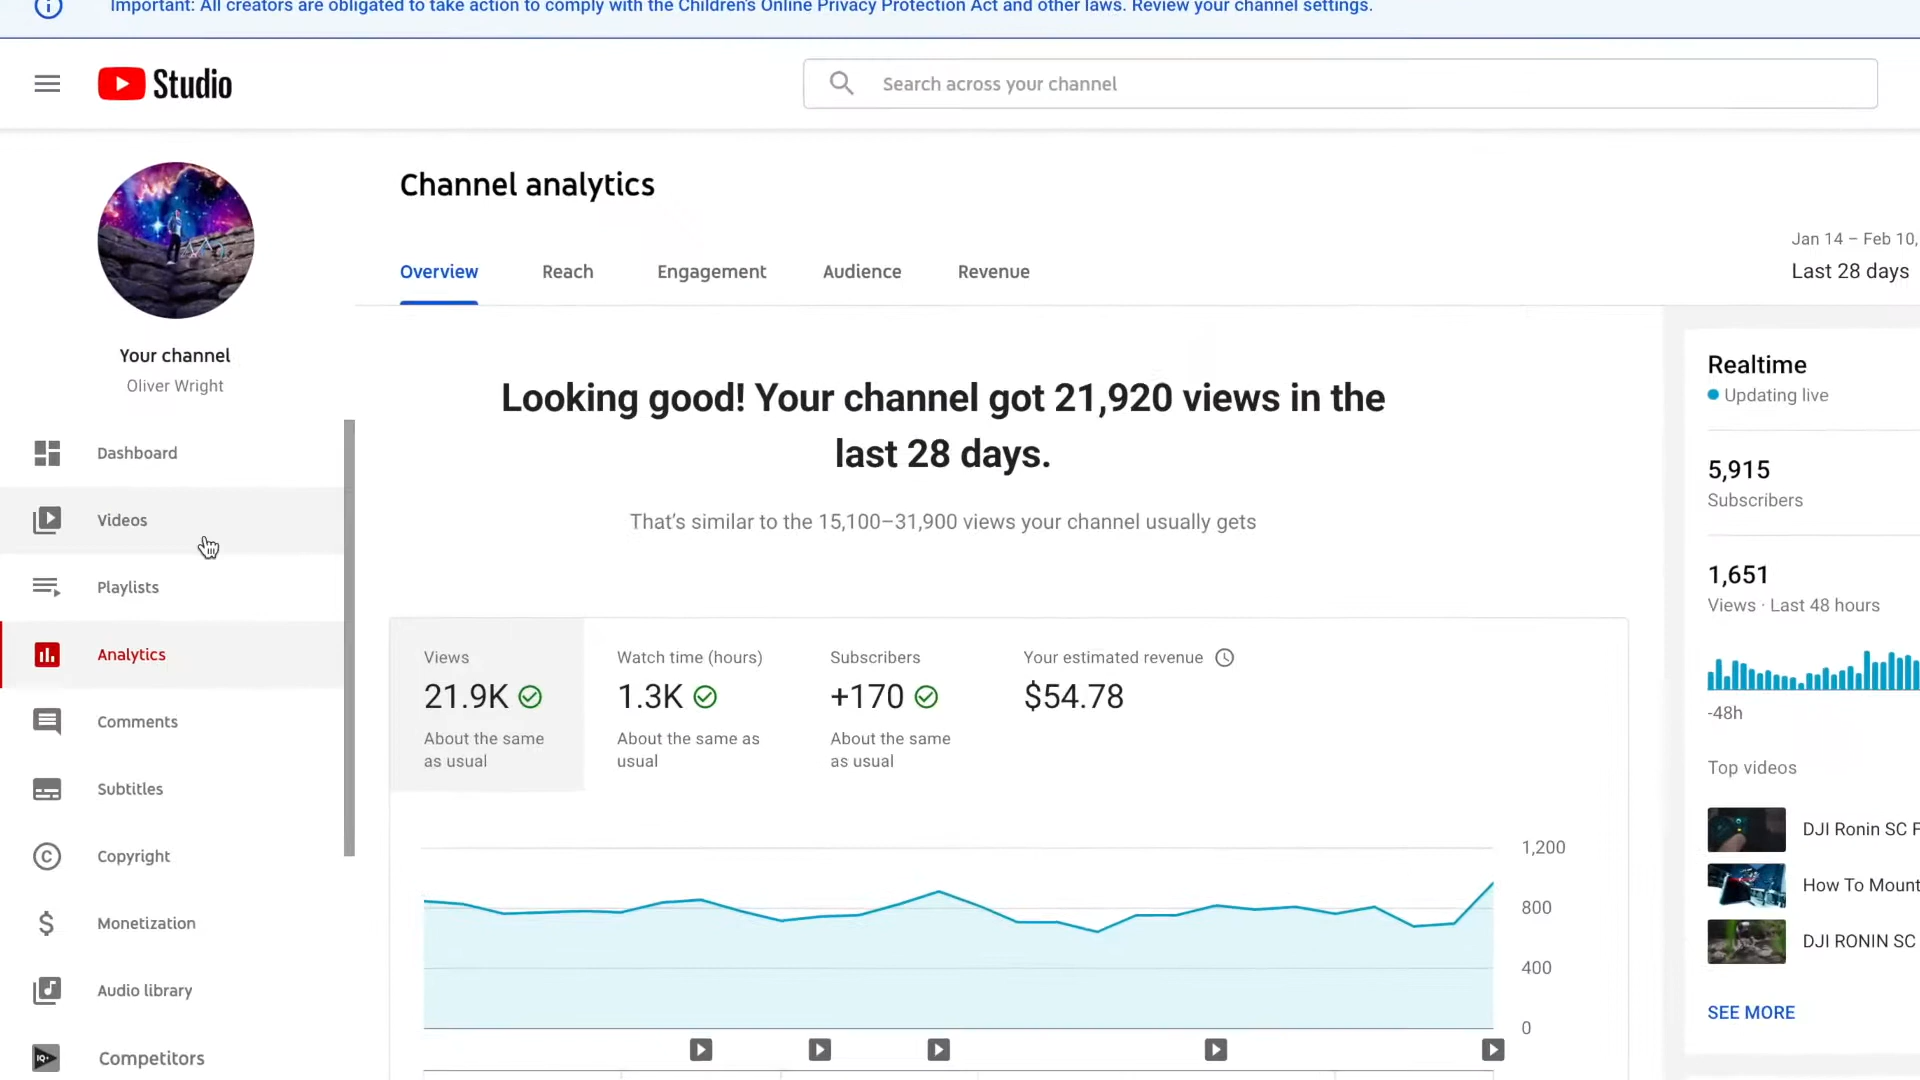 Important: All creators are obligated to take action to comply with the Children's Online Privacy Protection Act and other laws. Review your channel settings.
Studio
Search across your channel
Channel analytics
Overview
Reach
Engagement
Audience
Revenue
Jan 14 – Feb 10,
Last 28 days
Your channel
Oliver Wright
Dashboard
Videos
Playlists
Analytics
Comments
Subtitles
Copyright
Monetization
Audio library
IQ
Competitors
Looking good! Your channel got 21,920 views in the
last 28 days.
That's similar to the 15,100–31,900 views your channel usually gets
Views
21.9K
About the same
as usual
Watch time (hours)
1.3K
About the same as
usual
Subscribers
+170
About the same
as usual
Your estimated revenue
$54.78
1,200
800
400
0
Realtime
Updating live
5,915
Subscribers
1,651
Views · Last 48 hours
-48h
Top videos
DJI Ronin SC F
How To Mount
DJI RONIN SC
SEE MORE